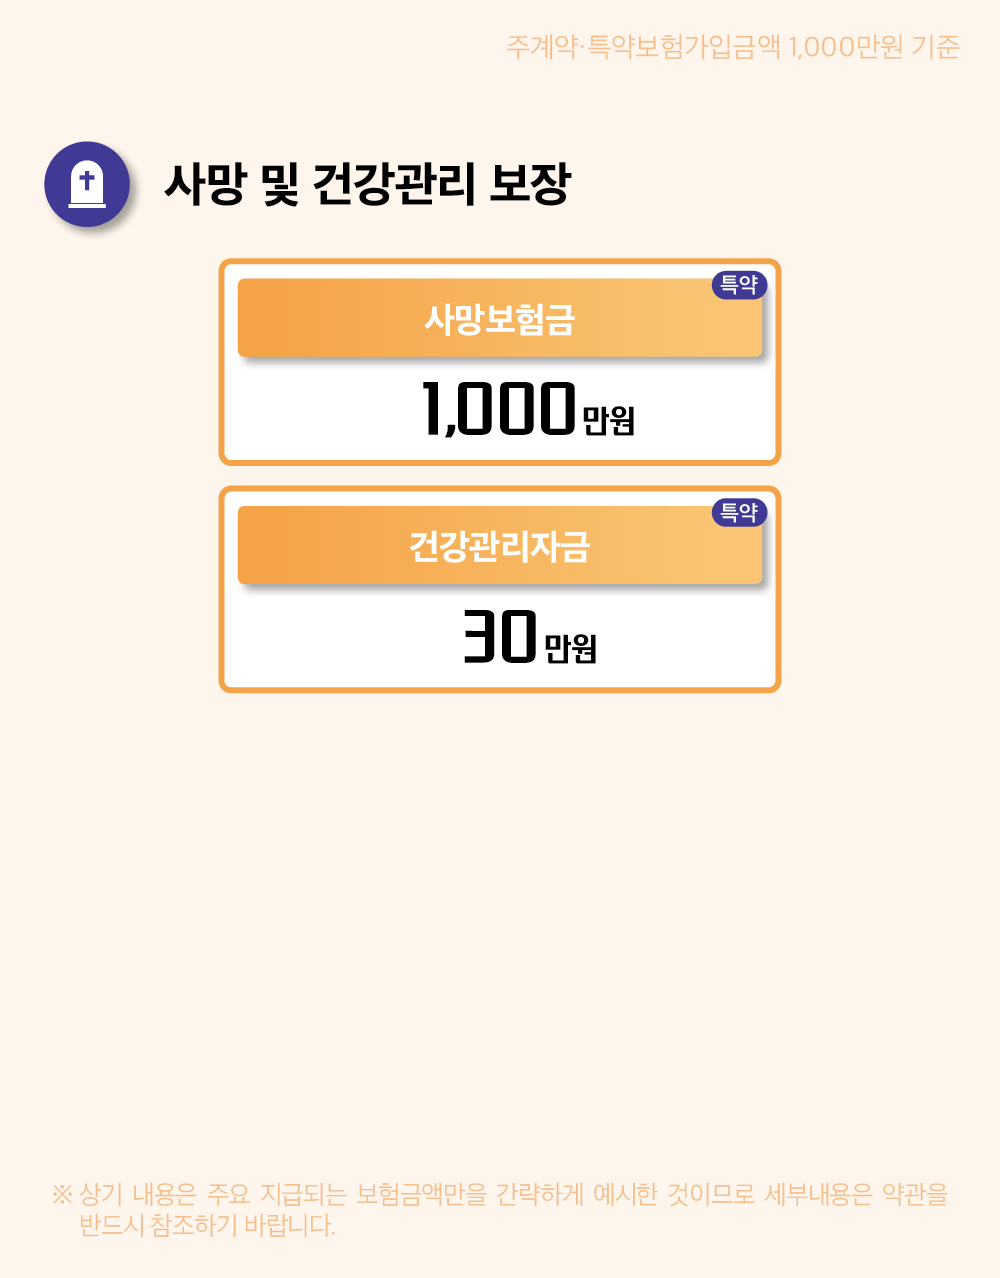 주계약·특약보험가입금액 1,000만원 기준
사망 및 건강관리 보장
특약
사망보험금
1,000만원
특약
건강관리자금
30만원
※ 상기 내용은 주요 지급되는 보험금액만을 간략하게 예시한 것이므로 세부내용은 약관을
반드시 참조하기 바랍니다.